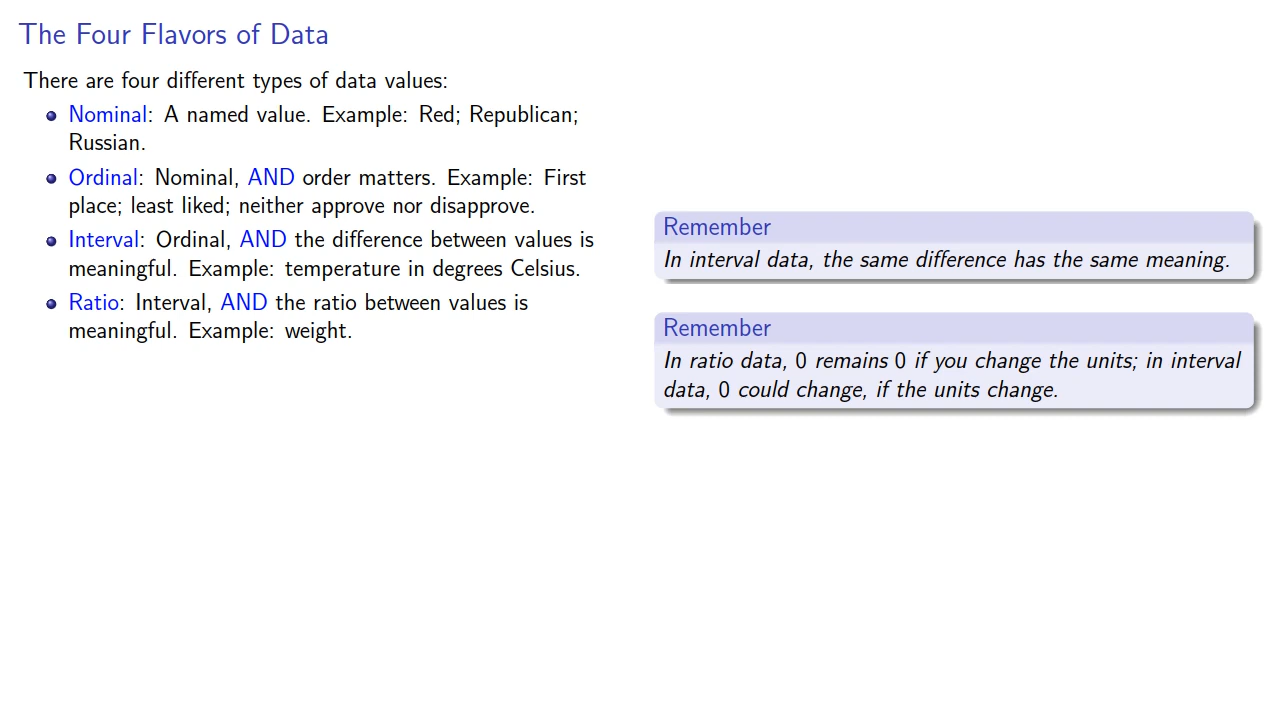 The Four Flavors of Data
There are four different types of data values:
Nominal: A named value. Example: Red; Republican;
Russian.
Ordinal: Nominal, AND order matters. Example: First
place; least liked; neither approve nor disapprove.
Interval: Ordinal, AND the difference between values is
meaningful. Example: temperature in degrees Celsius.
Ratio: Interval, AND the ratio between values is
meaningful. Example: weight.
Remember
In interval data, the same difference has the same meaning.
Remember
In ratio data, 0 remains 0 if you change the units; in interval
data, 0 could change, if the units change.